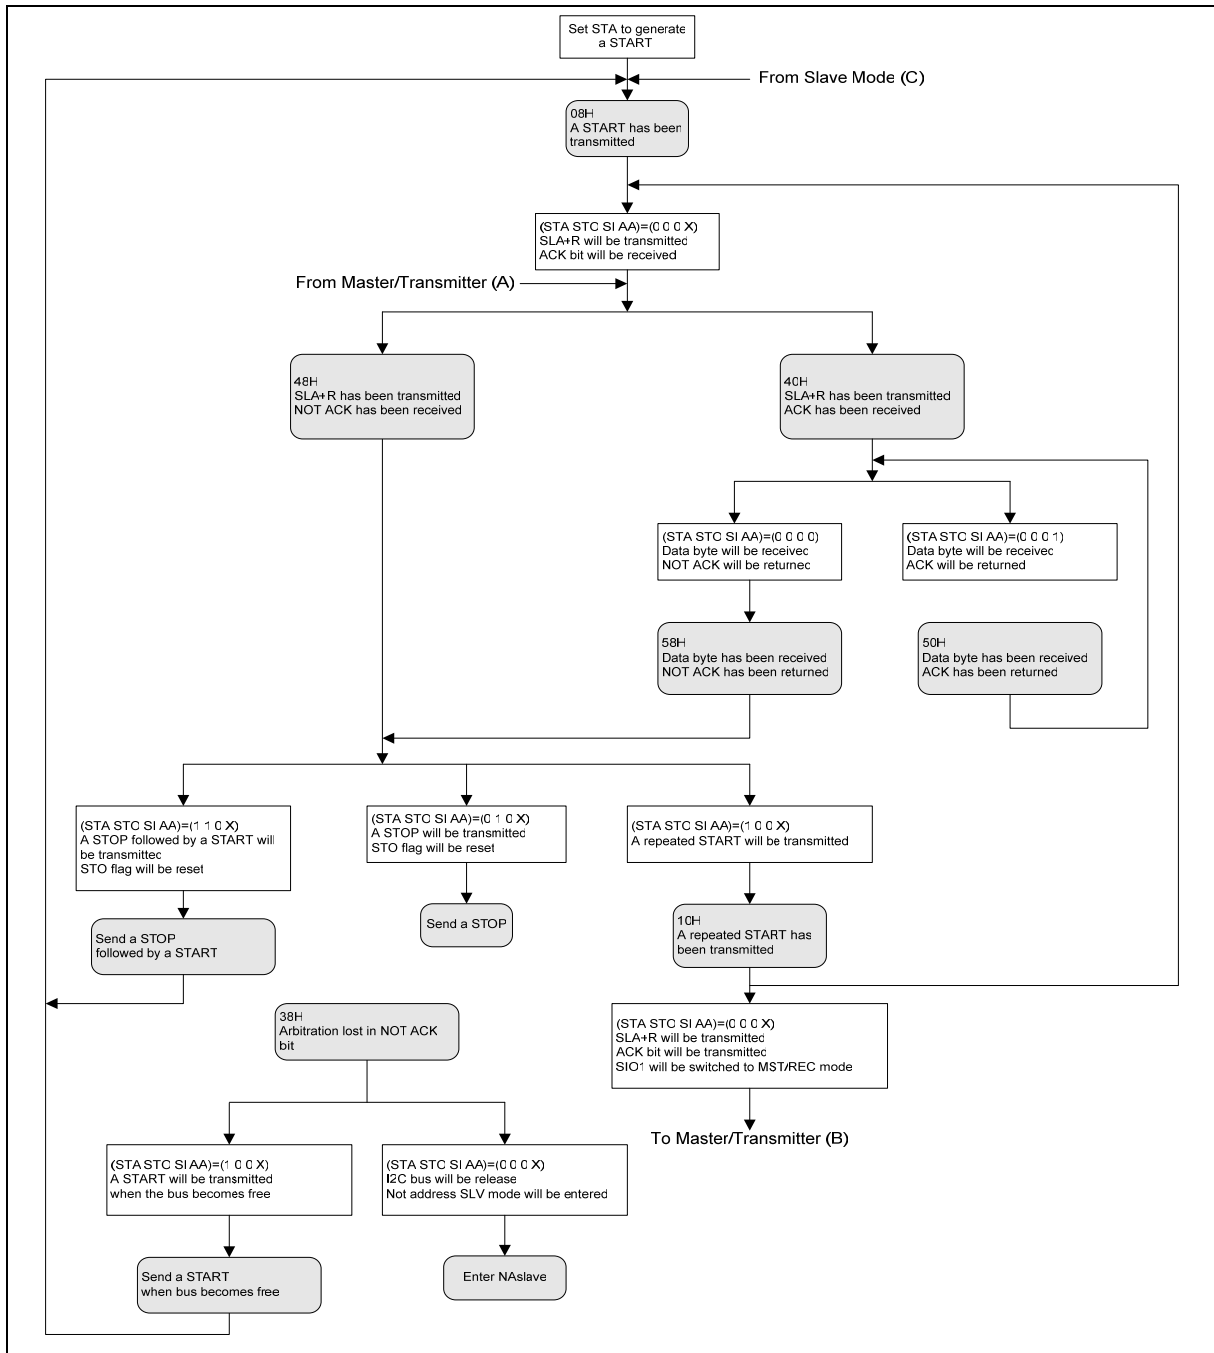 Set STA to generate
a START
From Slave Mode (C)
08H
A START has been
transmitted
(STA STO SI AA)=(0 0 0 X)
SLA+R will be transmitted
ACK bit will be received
From Master/Transmitter (A)
48H
SLA+R has been transmitted
NOT ACK has been received
40H
SLA+R has been transmitted
ACK has been received
(STA STO SI AA)=(0 0 0 0)
Data byte will be received
NOT ACK will be returned
(STA STO SI AA)=(0 0 0 1)
Data byte will be received
ACK will be returned
58H
Data byte has been received
NOT ACK has been returned
50H
Data byte has been received
ACK has been returned
(STA STO SI AA)=(1 1 0 X)
A STOP followed by a START will
be transmitted
STO flag will be reset
(STA STO SI AA)=(0 1 0 X)
A STOP will be transmitted
STO flag will be reset
(STA STO SI AA)=(1 0 0 X)
A repeated START will be transmitted
Send a STOP
followed by a START
Send a STOP
10H
A repeated START has
been transmitted
38H
Arbitration lost in NOT ACK
bit
(STA STO SI AA)=(0 0 0 X)
SLA+R will be transmitted
ACK bit will be transmitted
SIO1 will be switched to MST/REC mode
To Master/Transmitter (B)
(STA STO SI AA)=(1 0 0 X)
A START will be transmitted
when the bus becomes free
(STA STO SI AA)=(0 0 0 X)
I2C bus will be release
Not address SLV mode will be entered
Send a START
when bus becomes free
Enter NAslave